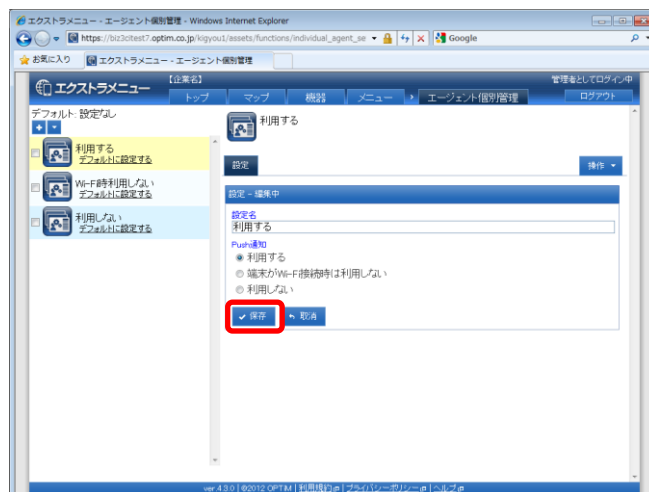 エクストラメニュー - エージェント個別管理 - Windows Internet Explorer
https://biz3citest7.optim.co.jp/kigyou1/assets/functions/individual_agent_se
Google
お気に入り
エクストラメニュー - エージェント個別管理
エクストラメニュー
【企業名】
管理者としてログイン中
トップ
マップ
機器
メニュー
エージェント個別管理
ログアウト
デフォルト: 設定なし
利用する
デフォルトに設定する
Wi-Fi時利用しない
デフォルトに設定する
利用しない
デフォルトに設定する
利用する
設定
操作
設定 - 編集中
設定名
利用する
Push通知
利用する
端末がWi-Fi接続時は利用しない
利用しない
保存
取消
ver.4.3.0 | ©2012 OPTiM | 利用規約 | プライバシーポリシー | ヘルプ